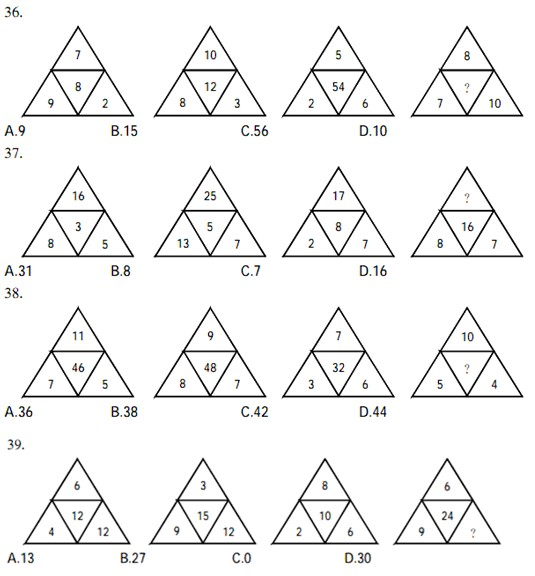 36.
7 10 5 8
8 12 54 ?
9 2 8 3 2 6 7 10
A.9 B.15 C.56 D.10
37.
16 25 17 ?
3 5 8 16
8 5 13 7 2 7 8 7
A.31 B.8 C.7 D.16
38.
11 9 7 10
46 48 32 ?
7 5 8 7 3 6 5 4
A.36 B.38 C.42 D.44
39.
6 3 8 6
12 15 10 24
4 12 9 12 2 6 9 ?
A.13 B.27 C.0 D.30